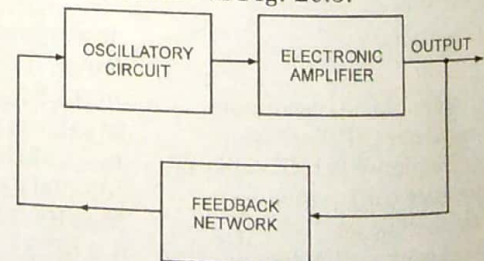 OSCILLATORY
CIRCUIT
ELECTRONIC
AMPLIFIER
OUTPUT
FEEDBACK
NETWORK